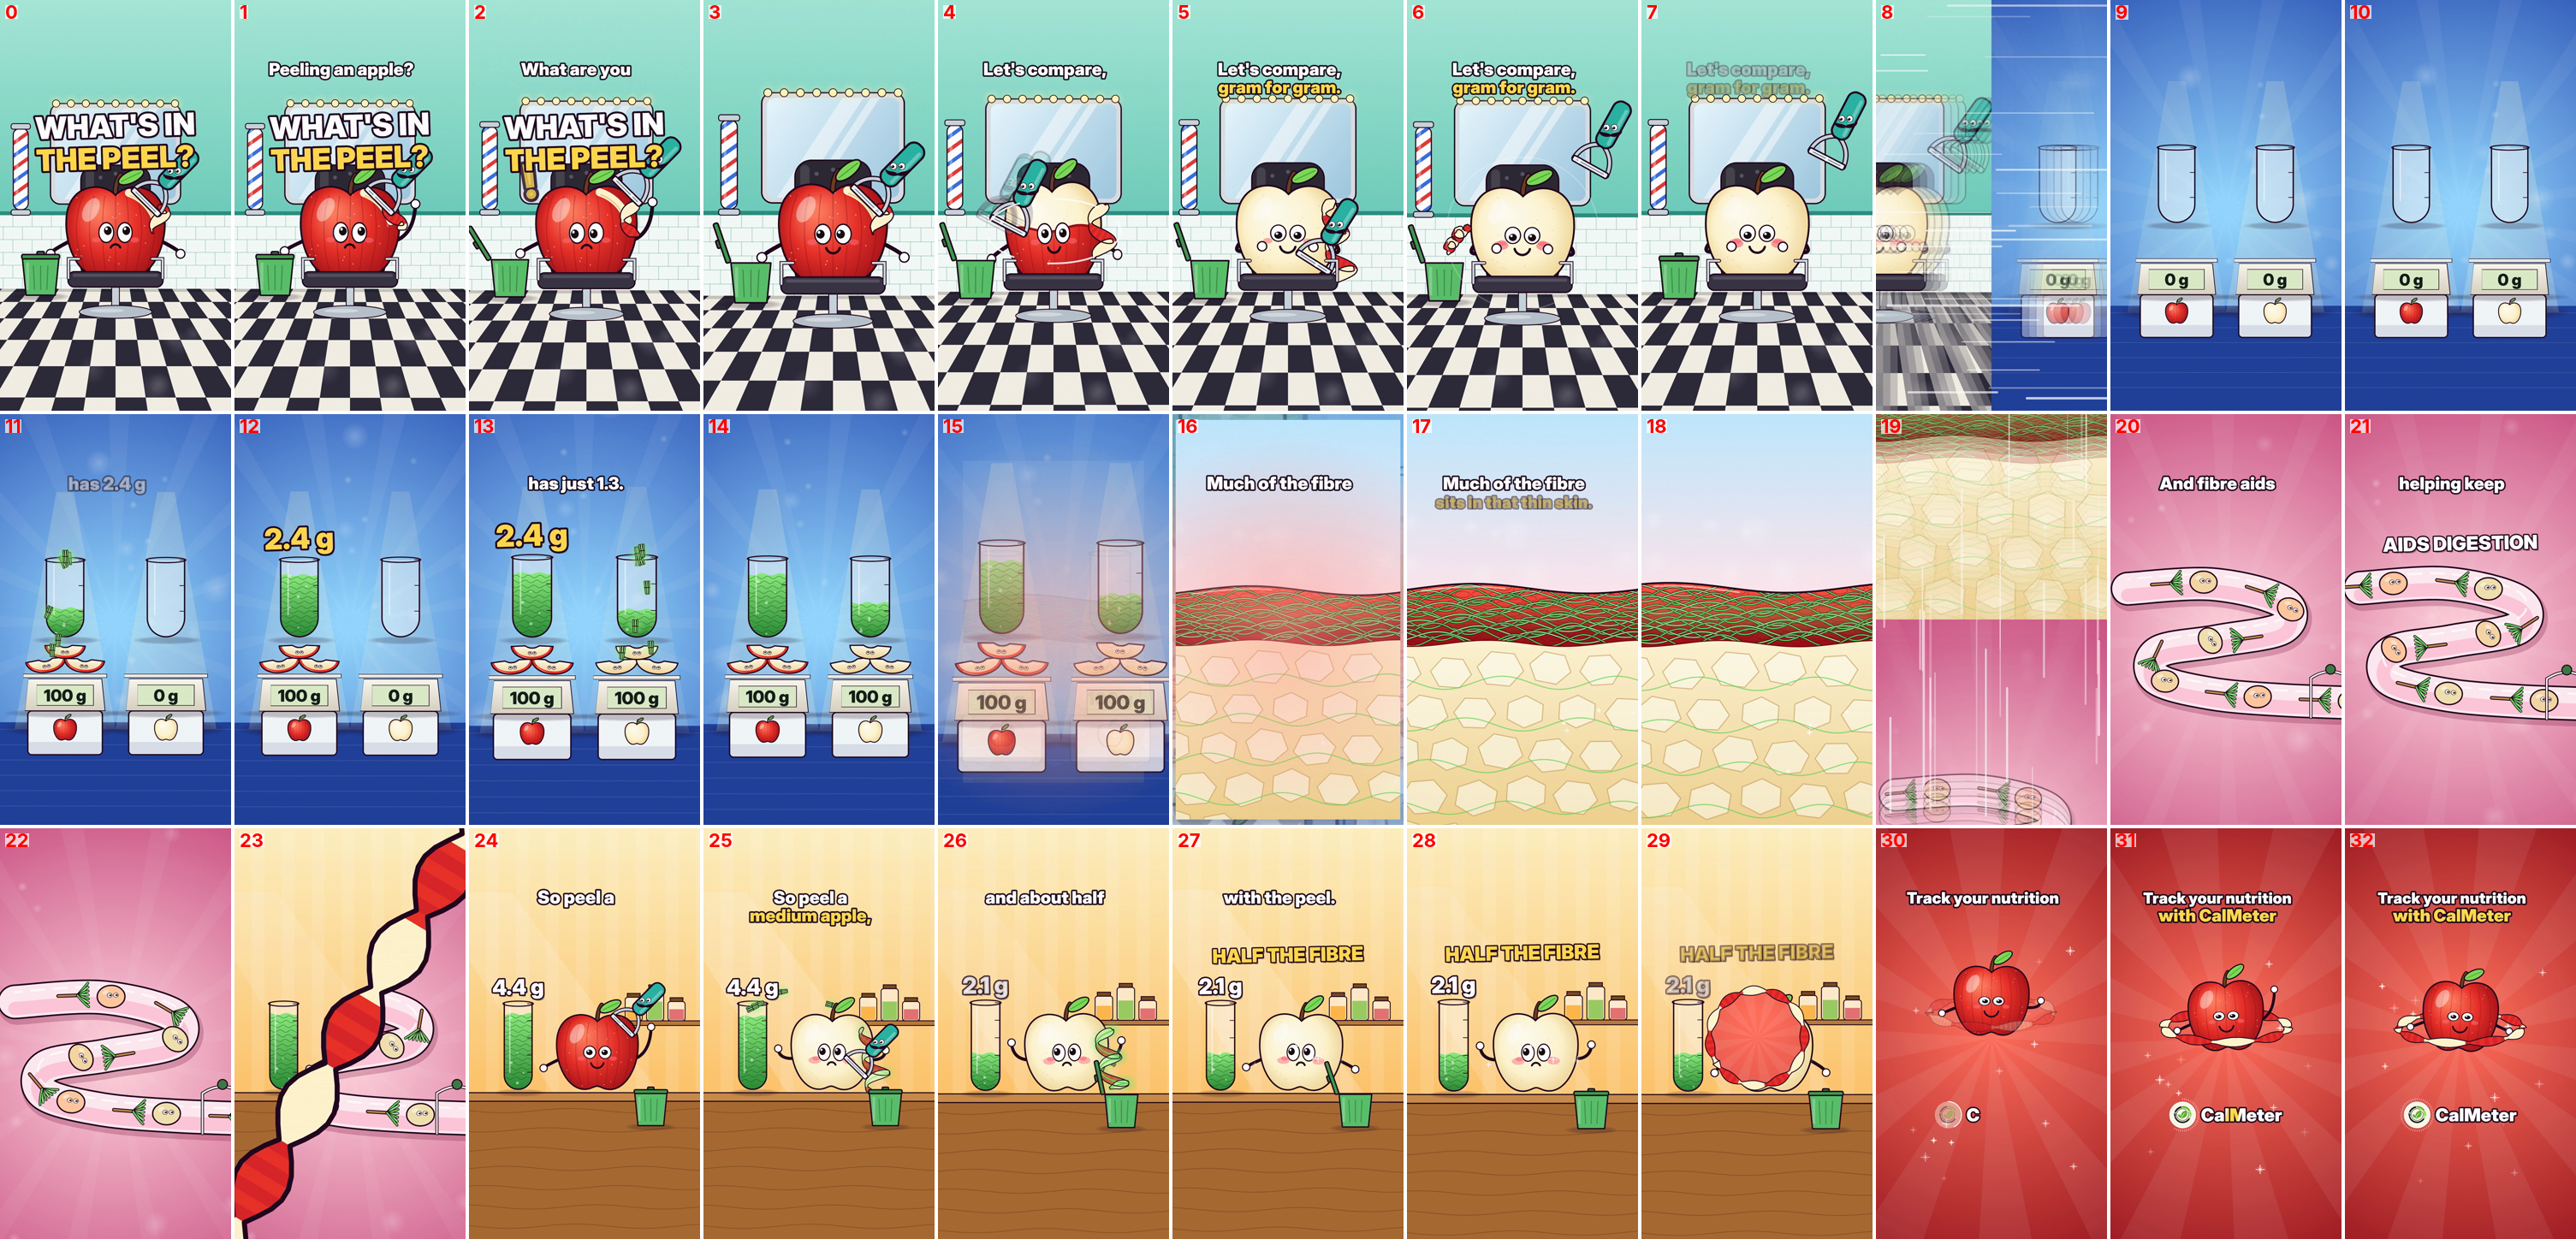 0
WHAT'S IN
THE PEEL?
1
Peeling an apple?
WHAT'S IN
THE PEEL?
2
What are you
WHAT'S IN
THE PEEL?
3
4
Let's compare,
5
Let's compare,
gram for gram.
6
Let's compare,
gram for gram.
7
Let's compare,
gram for gram.
8
0 g
9
0 g
0 g
10
0 g
0 g
11
has 2.4 g
100 g
0 g
12
2.4 g
100 g
0 g
13
has just 1.3.
2.4 g
100 g
100 g
14
100 g
100 g
15
100 g
100 g
16
Much of the fibre
17
Much of the fibre
sits in that thin skin.
18
19
20
And fibre aids
21
helping keep
AIDS DIGESTION
22
23
24
So peel a
4.4 g
25
So peel a
medium apple,
4.4 g
26
and about half
2.1 g
27
with the peel.
HALF THE FIBRE
2.1 g
28
HALF THE FIBRE
2.1 g
29
HALF THE FIBRE
2.1 g
30
Track your nutrition
C
31
Track your nutrition
with CalMeter
CalMeter
32
Track your nutrition
with CalMeter
CalMeter